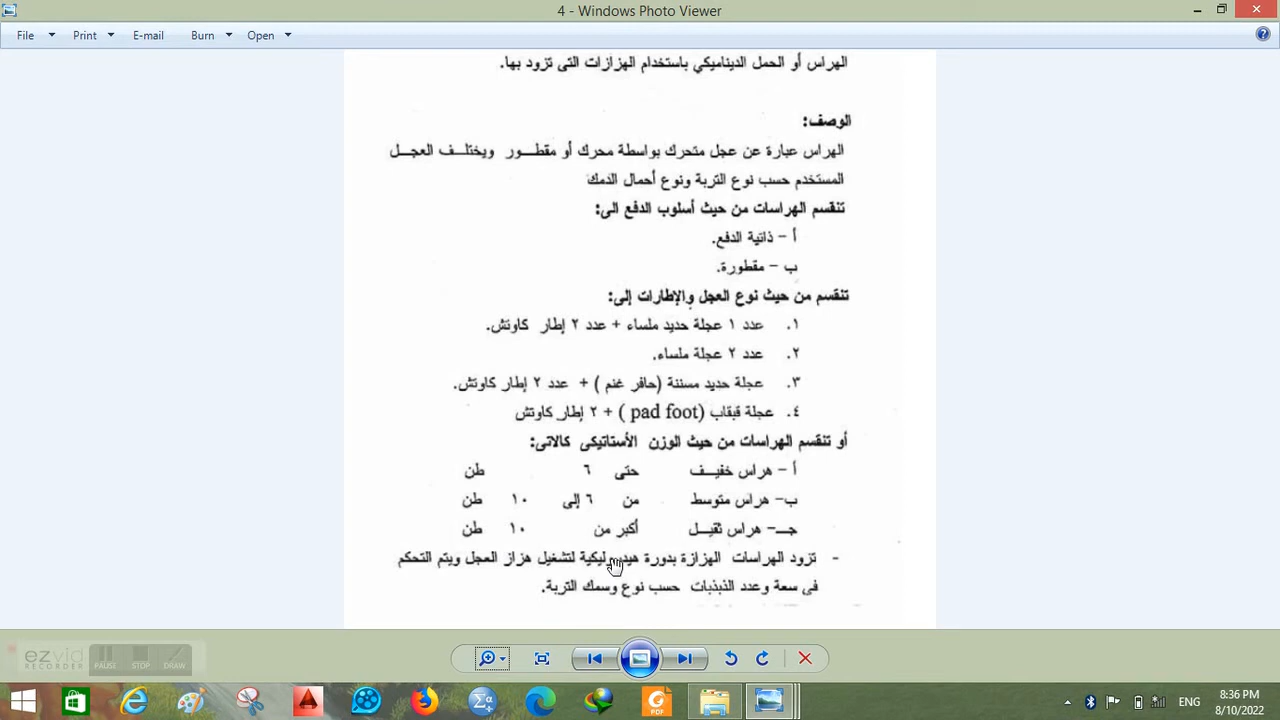 4 - Windows Photo Viewer
File Print E-mail Burn Open
الهراس أو الحمل الديناميكي باستخدام الهزازات التى تزود بها.
الوصف:
الهراس عبارة عن عجل متحرك بواسطة محرك أو مقطــور ويختلــف العجــل
المستخدم حسب نوع التربة ونوع أحمال الدمك
تنقسم الهراسات من حيث أسلوب الدفع الى:
أ - ذاتية الدفع.
ب - مقطورة.
تنقسم من حيث نوع العجل والإطارات إلى:
١. عدد ١ عجلة حديد ملساء + عدد ٢ إطار كاوتش.
٢. عدد ٢ عجلة ملساء.
٣. عجلة حديد مسننة (حافر غنم ) + عدد ٢ إطار كاوتش.
٤. عجلة قبقاب (pad foot ) + ٢ إطار كاوتش
أو تنقسم الهراسات من حيث الوزن الأستاتيكى كالاتى:
أ - هراس خفيــف حتى ٦ طن
ب- هراس متوسط من ٦ إلى ١٠ طن
جــ- هراس ثقيــل أكبر من ١٠ طن
- تزود الهراسات الهزازة بدورة لتشغيل هزاز العجل ويتم التحكم
فى سعة وعدد الذبذبات حسب نوع وسمك التربة.
ezvid
RECORDER
PAUSE STOP DRAW
PDF
ENG
8:36 PM
8/10/2022